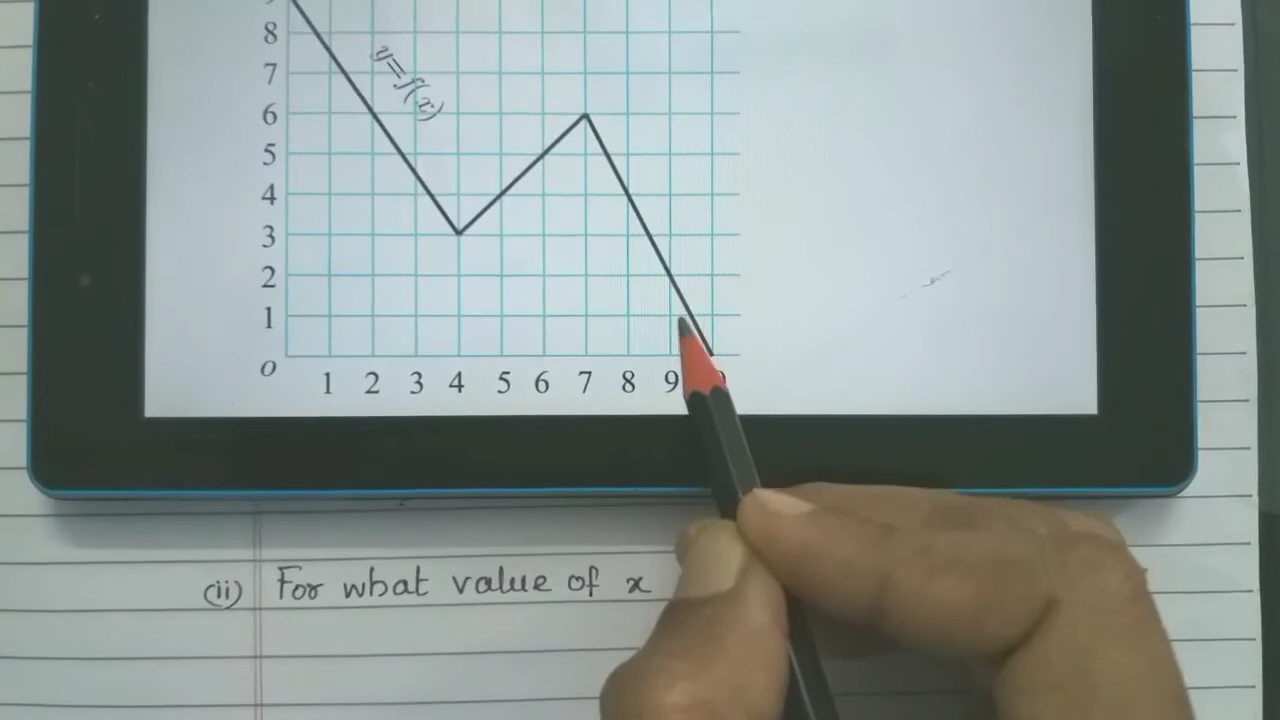 8
y=f(x)
7
6
5
4
3
2
1
O
1 2 3 4 5 6 7 8 9
(ii) For what value of x